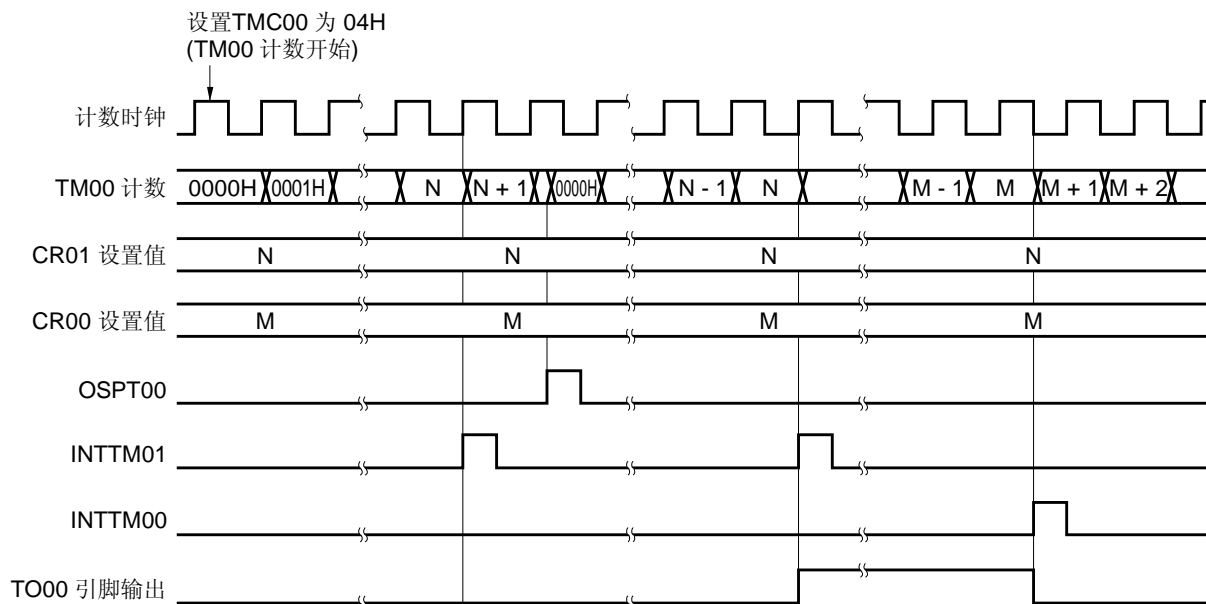 设置TMC00 为 04H
(TM00 计数开始)
计数时钟
TM00 计数 0000H 0001H N N + 1 0000H N - 1 N M - 1 M M + 1 M + 2
CR01 设置值 N N N N
CR00 设置值 M M M M
OSPT00
INTTM01
INTTM00
TO00 引脚输出